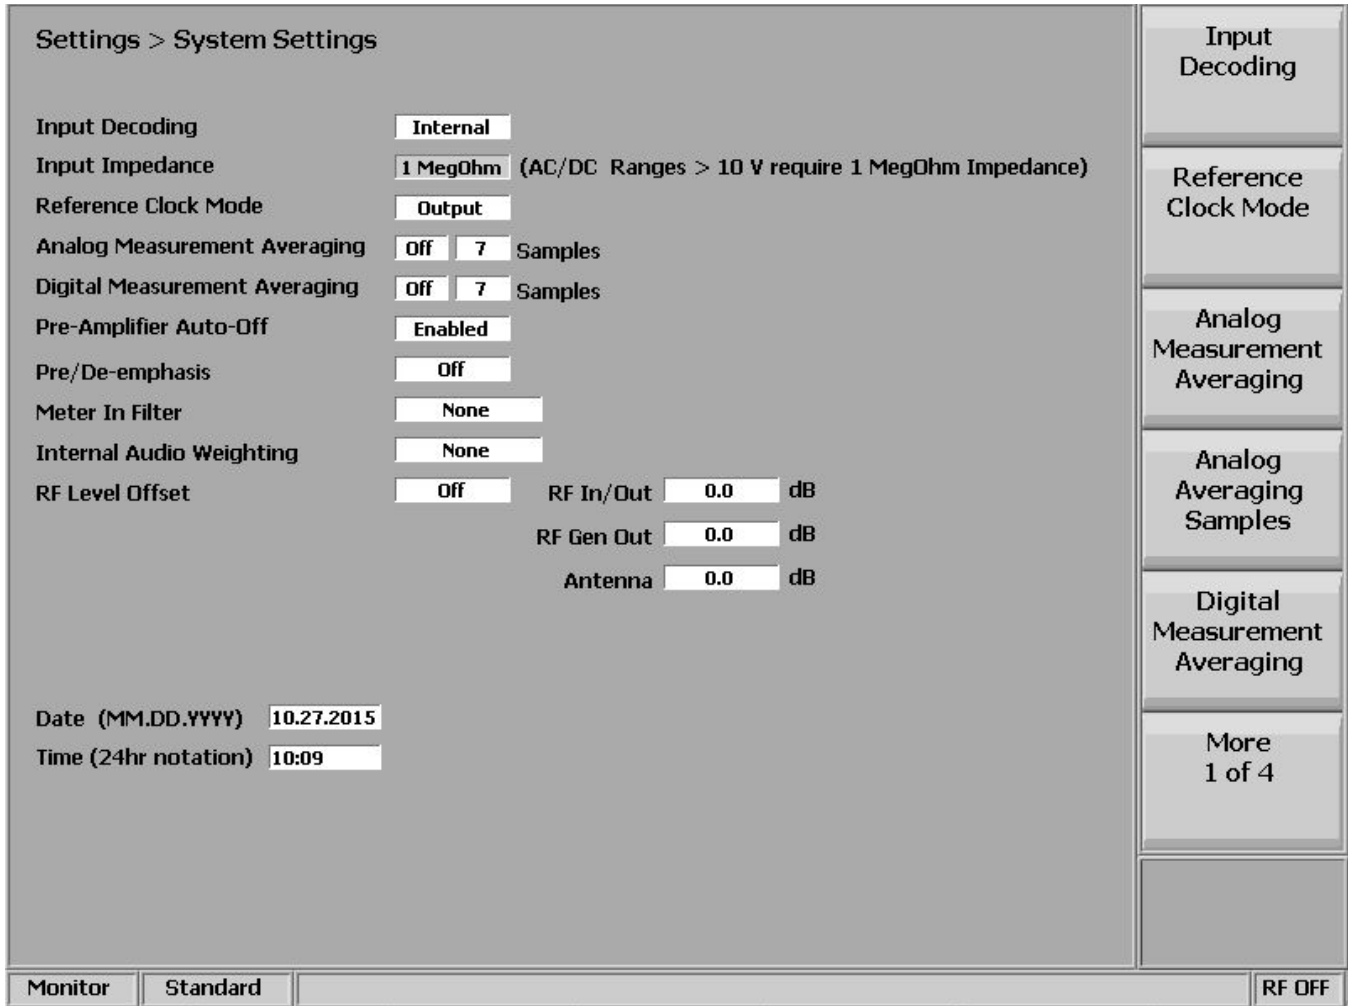 Settings > System Settings
Input Decoding Internal
Input Impedance 1 MegOhm (AC/DC Ranges > 10 V require 1 MegOhm Impedance)
Reference Clock Mode Output
Analog Measurement Averaging Off 7 Samples
Digital Measurement Averaging Off 7 Samples
Pre-Amplifier Auto-Off Enabled
Pre/De-emphasis Off
Meter In Filter None
Internal Audio Weighting None
RF Level Offset Off RF In/Out 0.0 dB
RF Gen Out 0.0 dB
Antenna 0.0 dB
Date (MM.DD.YYYY) 10.27.2015
Time (24hr notation) 10:09
Input
Decoding
Reference
Clock Mode
Analog
Measurement
Averaging
Analog
Averaging
Samples
Digital
Measurement
Averaging
More
1 of 4
Monitor Standard RF OFF